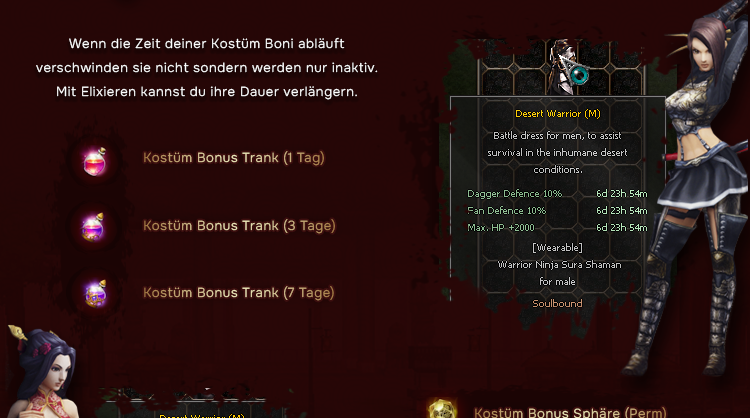 Wenn die Zeit deiner Kostüm Boni abläuft
verschwinden sie nicht sondern werden nur inaktiv.
Mit Elixieren kannst du ihre Dauer verlängern.
Kostüm Bonus Trank (1 Tag)
Kostüm Bonus Trank (3 Tage)
Kostüm Bonus Trank (7 Tage)
Desert Warrior (M)
Battle dress for men, to assist
survival in the inhumane desert
conditions.
Dagger Defence 10% 6d 23h 54m
Fan Defence 10% 6d 23h 54m
Max. HP +2000 6d 23h 54m
[Wearable]
Warrior Ninja Sura Shaman
for male
Soulbound
Desert Warrior (M)
Kostüm Bonus Sphäre (Perm)